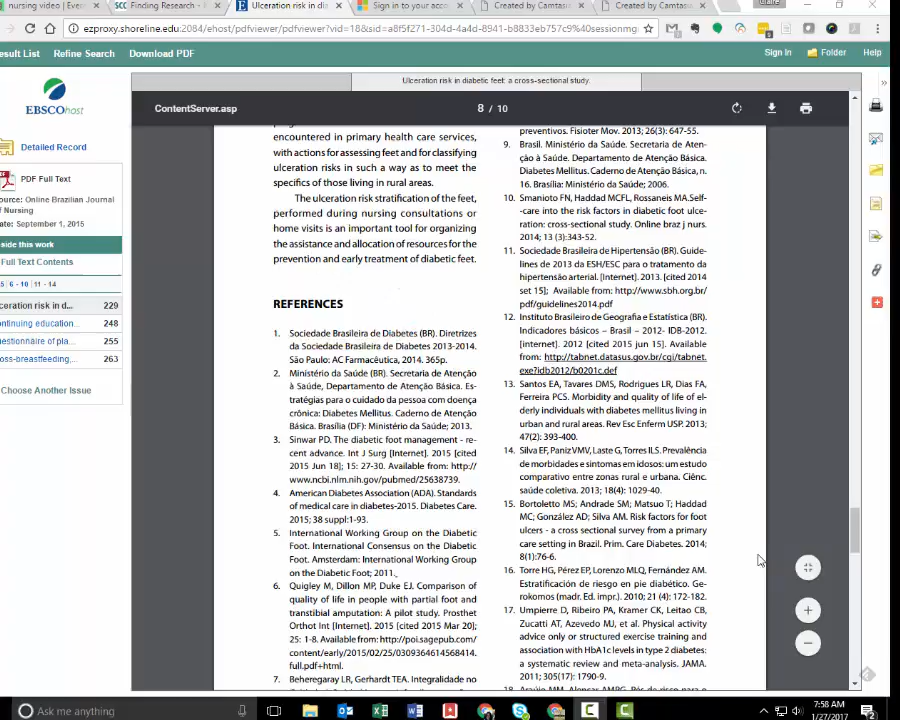 nursing video | Even
SCC Finding Research -
Ulceration risk in dia
Sign in to your acco
Created by Camtasi
Created by Camtasi
ezproxy.shoreline.edu:2084/ehost/pdfviewer/pdfviewer?vid=18&sid=a8f5f271-304d-4a4d-8941-b8833eb757c9%40sessionmg
esult List
Refine Search
Download PDF
Sign In
Folder
Help
Ulceration risk in diabetic feet: a cross-sectional study.
EBSCOhost
Detailed Record
PDF Full Text
Online Brazilian Journal
f Nursing
ate: September 1, 2015
side this work
Full Text Contents
5 | 6 - 10 | 11 - 14
ceration risk in d... 229
ntinuing education... 248
estionnaire of pla... 255
oss-breastfeeding,... 263
Choose Another Issue
ContentServer.asp
8 / 10
encountered in primary health care services,
with actions for assessing feet and for classifying
ulceration risks in such a way as to meet the
specifics of those living in rural areas.
The ulceration risk stratification of the feet,
performed during nursing consultations or
home visits is an important tool for organizing
the assistance and allocation of resources for the
prevention and early treatment of diabetic feet.
REFERENCES
1. Sociedade Brasileira de Diabetes (BR). Diretrizes
da Sociedade Brasileira de Diabetes 2013-2014.
São Paulo: AC Farmacêutica, 2014. 365p.
2. Ministério da Saúde (BR). Secretaria de Atenção
à Saúde, Departamento de Atenção Básica. Es-
tratégias para o cuidado da pessoa com doença
crônica: Diabetes Mellitus. Caderno de Atenção
Básica. Brasília (DF): Ministério da Saúde; 2013.
3. Sinwar PD. The diabetic foot management - re-
cent advance. Int J Surg [Internet]. 2015 [cited
2015 Jun 18]; 15: 27-30. Available from: http://
www.ncbi.nlm.nih.gov/pubmed/25638739.
4. American Diabetes Association (ADA). Standards
of medical care in diabetes-2015. Diabetes Care.
2015; 38 suppl:1-93.
5. International Working Group on the Diabetic
Foot. International Consensus on the Diabetic
Foot. Amsterdam: International Working Group
on the Diabetic Foot; 2011.
6. Quigley M, Dillon MP, Duke EJ. Comparison of
quality of life in people with partial foot and
transtibial amputation: A pilot study. Prosthet
Orthot Int [Internet]. 2015 [cited 2015 Mar 20];
25: 1-8. Available from: http://poi.sagepub.com/
content/early/2015/02/25/0309364614568414.
full.pdf+html.
7. Beheregaray LR, Gerhardt TEA. Integralidade no
preventivos. Fisioter Mov. 2013; 26(3): 647-55.
9. Brasil. Ministério da Saúde. Secretaria de Aten-
ção à Saúde. Departamento de Atenção Básica.
Diabetes Mellitus. Caderno de Atenção Básica, n.
16. Brasília: Ministério da Saúde; 2006.
10. Smanioto FN, Haddad MCFL, Rossaneis MA.Self-
-care into the risk factors in diabetic foot ulce-
ration: cross-sectional study. Online braz j nurs.
2014; 13 (3):343-52.
11. Sociedade Brasileira de Hipertensão (BR). Guide-
lines de 2013 da ESH/ESC para o tratamento da
hipertensão arterial. [Internet]. 2013. [cited 2014
set 15]; Available from: http://www.sbh.org.br/
pdf/guidelines2014.pdf
12. Instituto Brasileiro de Geografia e Estatística (BR).
Indicadores básicos – Brasil – 2012- IDB-2012.
[internet]. 2012 [cited 2015 jun 15]. Available
from: http://tabnet.datasus.gov.br/cgi/tabnet.
exe?idb2012/b0201c.def
13. Santos EA, Tavares DMS, Rodrigues LR, Dias FA,
Ferreira PCS. Morbidity and quality of life of el-
derly individuals with diabetes mellitus living in
urban and rural areas. Rev Esc Enferm USP. 2013;
47(2): 393-400.
14. Silva EF, Paniz VMV, Laste G, Torres ILS. Prevalência
de morbidades e sintomas em idosos: um estudo
comparativo entre zonas rural e urbana. Ciênc.
saúde coletiva. 2013; 18(4): 1029-40.
15. Bortoletto MS; Andrade SM; Matsuo T; Haddad
MC; González AD; Silva AM. Risk factors for foot
ulcers - a cross sectional survey from a primary
care setting in Brazil. Prim. Care Diabetes. 2014;
8(1):76-6.
16. Torre HG, Pérez EP, Lorenzo MLQ, Fernández AM.
Estratificación de riesgo en pie diabético. Ge-
rokomos (madr. Ed. impr.). 2010; 21 (4): 172-182.
17. Umpierre D, Ribeiro PA, Kramer CK, Leitao CB,
Zucatti AT, Azevedo MJ, et al. Physical activity
advice only or structured exercise training and
association with HbA1c levels in type 2 diabetes:
a systematic review and meta-analysis. JAMA.
2011; 305(17): 1790-9.
Ask me anything
7:58 AM
1/27/2017